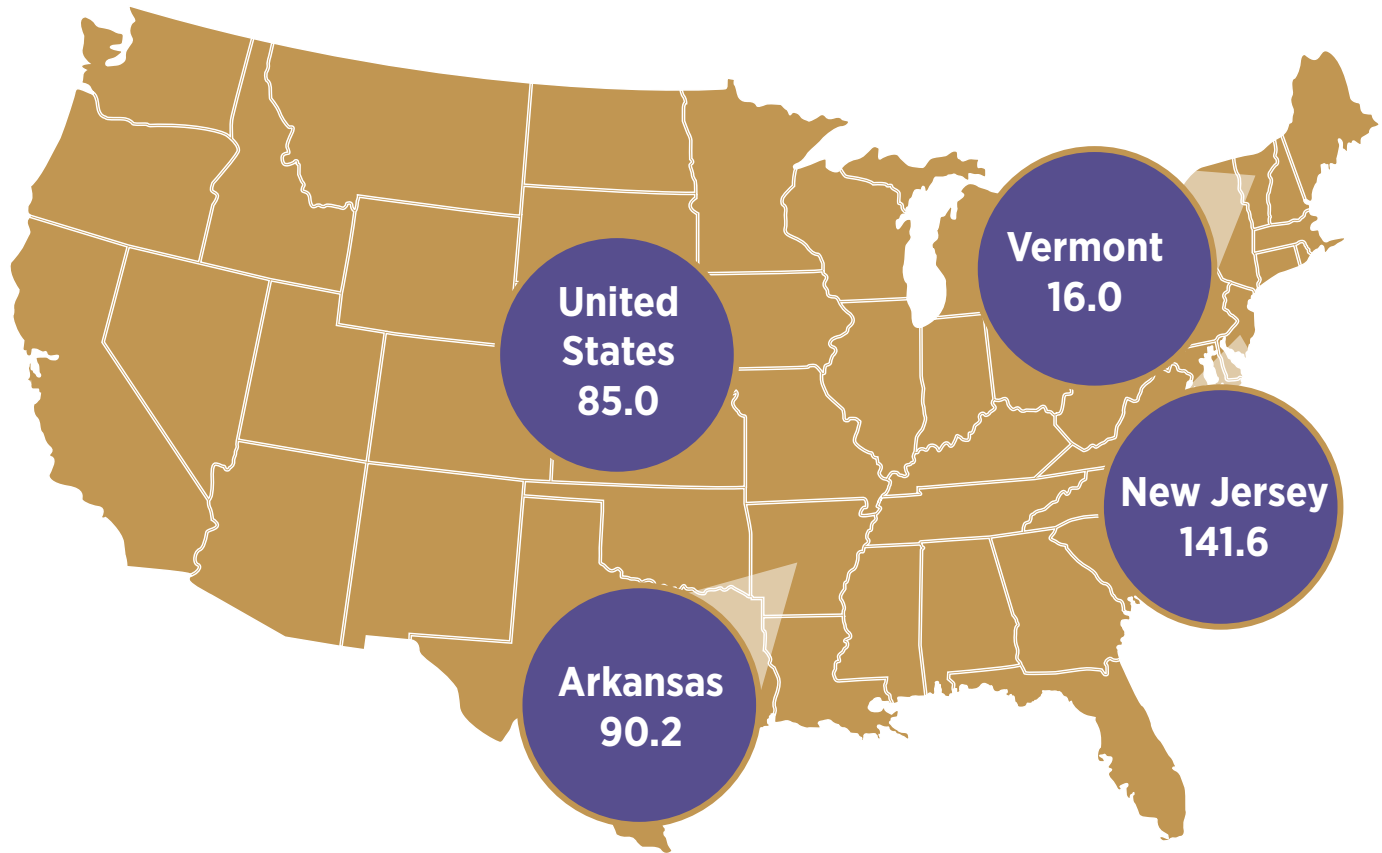 Vermont
16.0
United
States
85.0
New Jersey
141.6
Arkansas
90.2